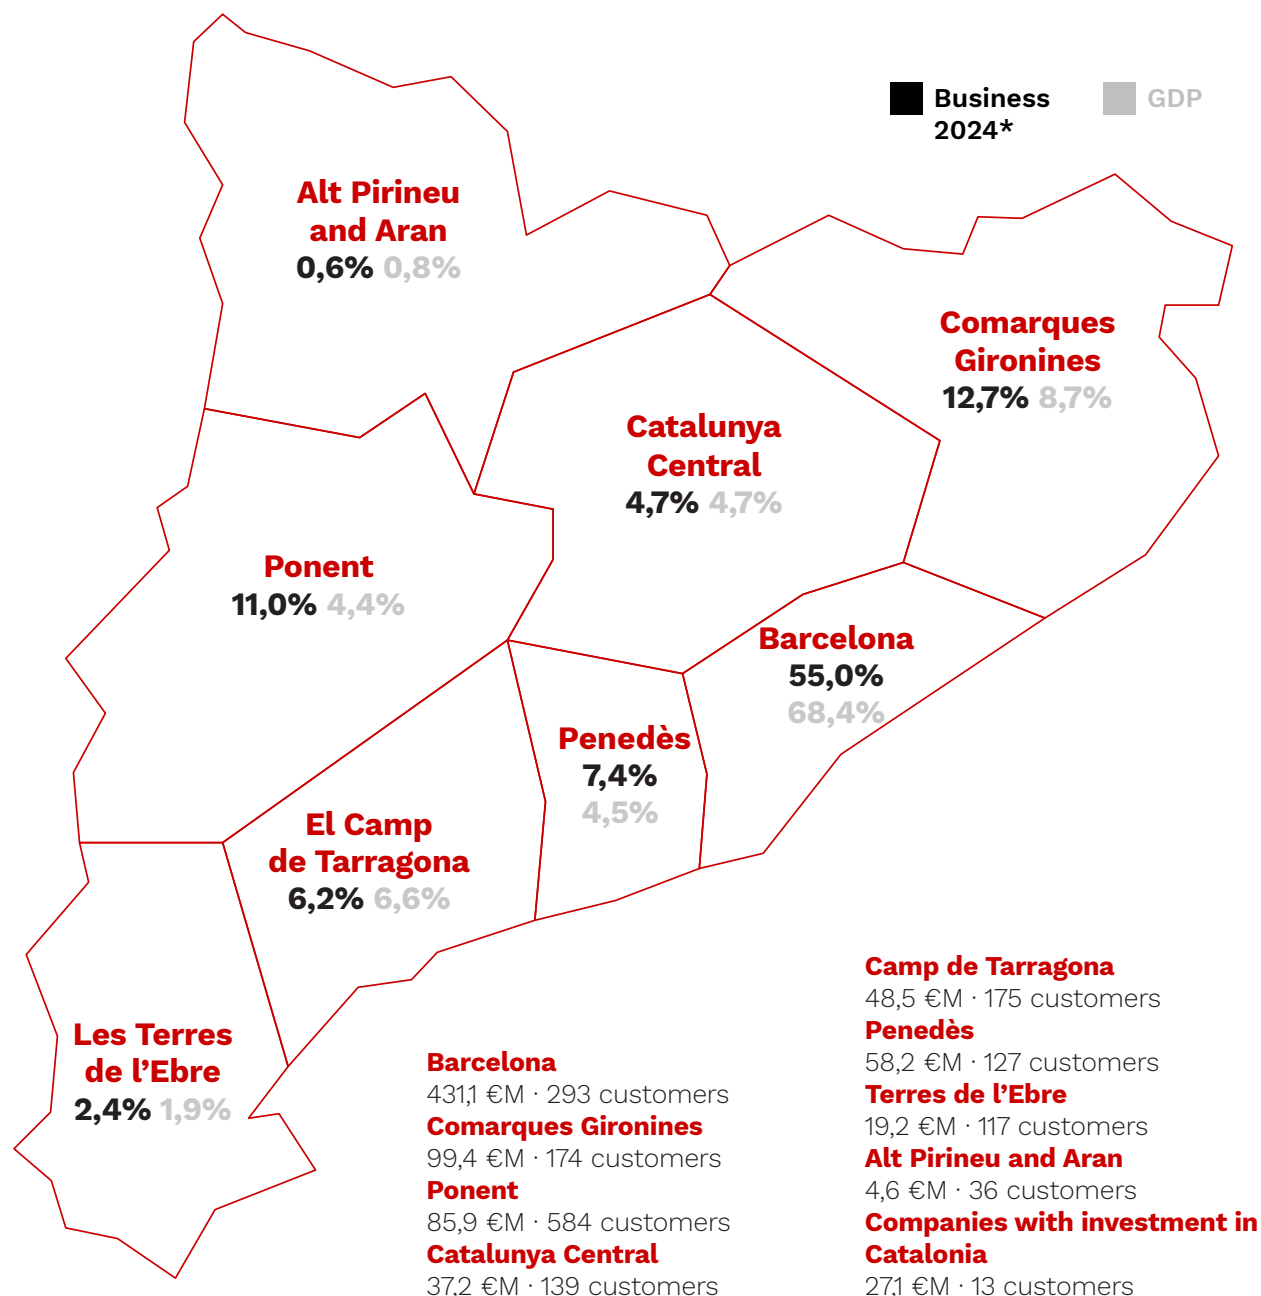 Business
2024*
GDP
Alt Pirineu
and Aran
0,6% 0,8%
Comarques
Gironines
12,7% 8,7%
Catalunya
Central
4,7% 4,7%
Ponent
11,0% 4,4%
Barcelona
55,0%
68,4%
Penedès
7,4%
4,5%
El Camp
de Tarragona
6,2% 6,6%
Les Terres
de l’Ebre
2,4% 1,9%
Barcelona
431,1 €M · 293 customers
Comarques Gironines
99,4 €M · 174 customers
Ponent
85,9 €M · 584 customers
Catalunya Central
37,2 €M · 139 customers
Camp de Tarragona
48,5 €M · 175 customers
Penedès
58,2 €M · 127 customers
Terres de l’Ebre
19,2 €M · 117 customers
Alt Pirineu and Aran
4,6 €M · 36 customers
Companies with investment in
Catalonia
27,1 €M · 13 customers